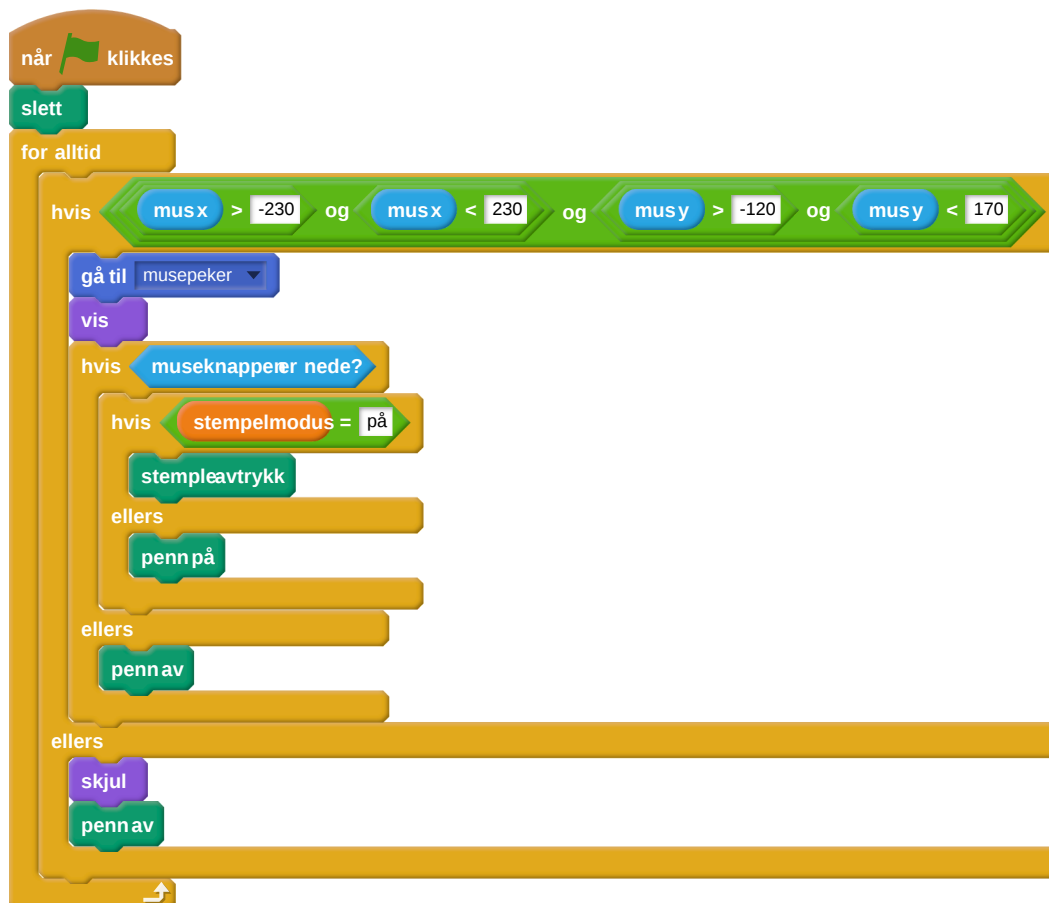 når klikkes
slett
for alltid
hvis mus x > -230 og mus x < 230 og mus y > -120 og mus y < 170
gå til musepeker
vis
hvis museknappen er nede?
hvis stempelmodus = på
stemple avtrykk
ellers
penn på
ellers
penn av
ellers
skjul
penn av